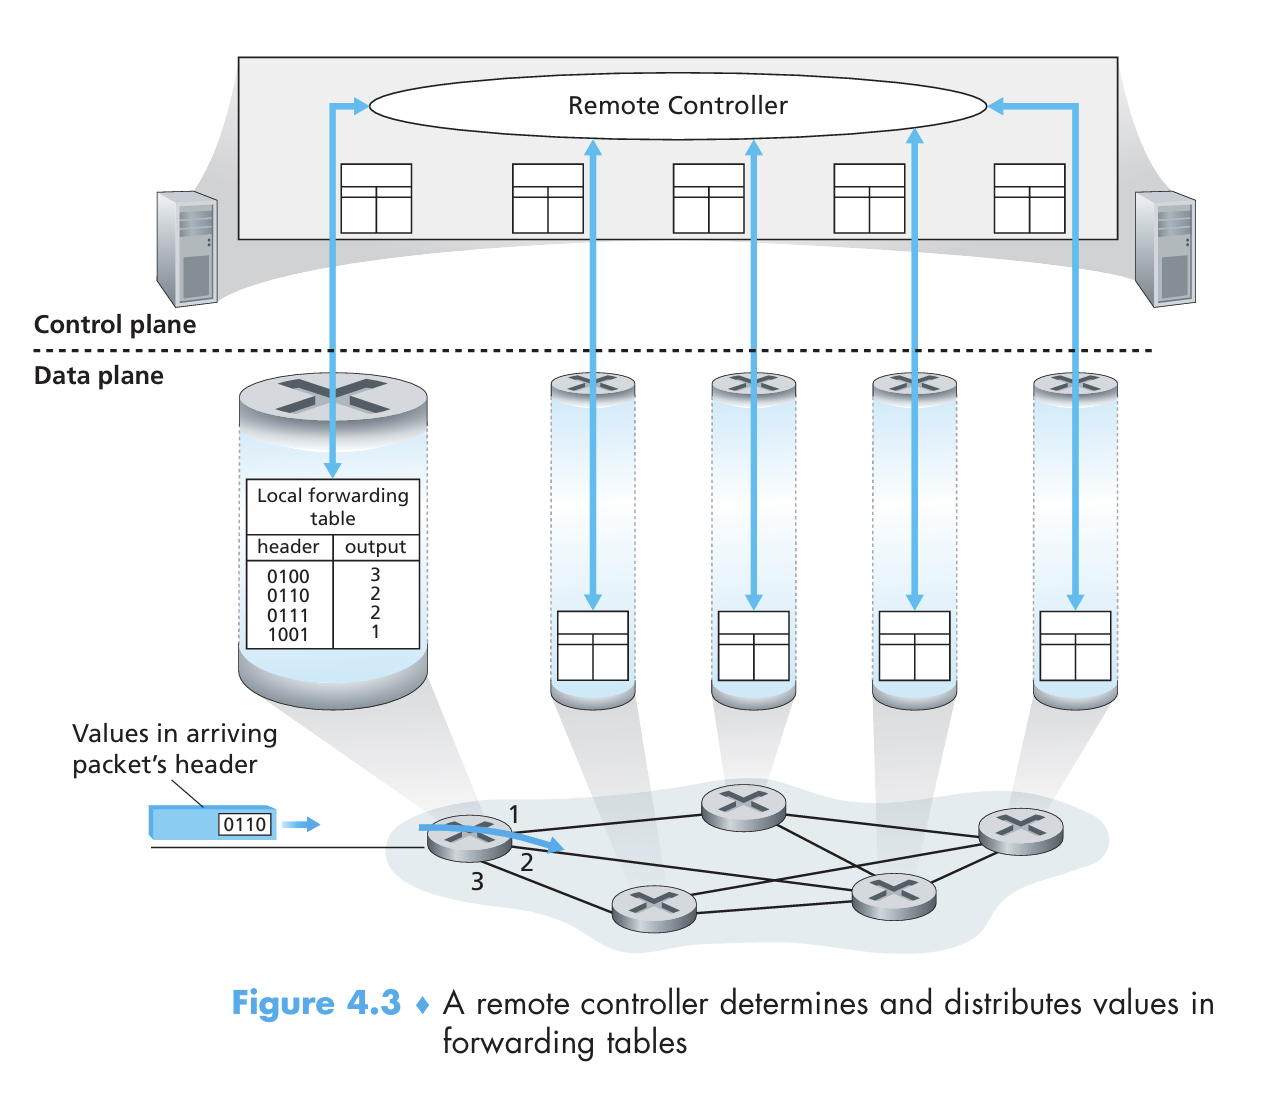 Remote Controller
Control plane
Data plane
Local forwarding
table
header output
0100 3
0110 2
0111 2
1001 1
Values in arriving
packet’s header
0110
1
2
3
Figure 4.3 ♦ A remote controller determines and distributes values in
forwarding tables